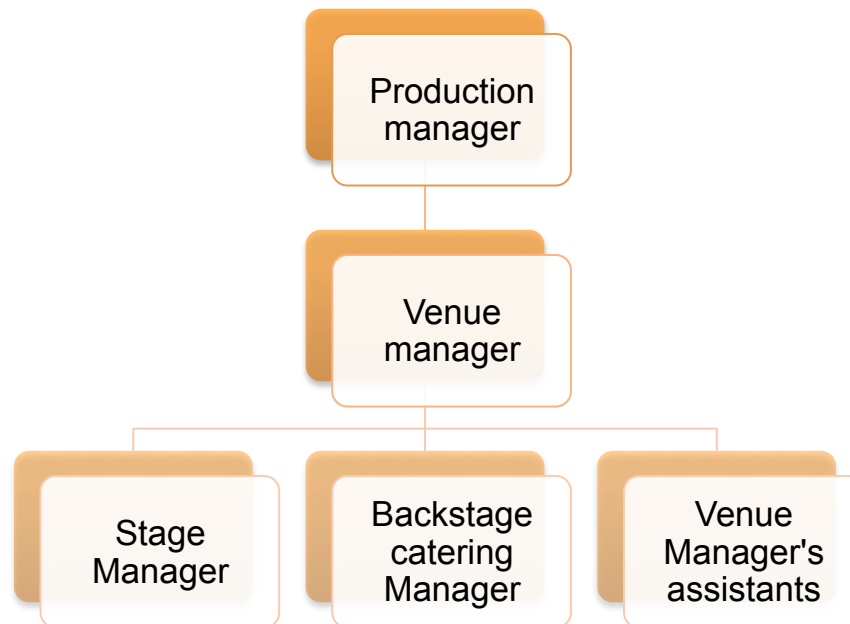 Production
manager
Venue
manager
Stage
Manager
Backstage
catering
Manager
Venue
Manager's
assistants